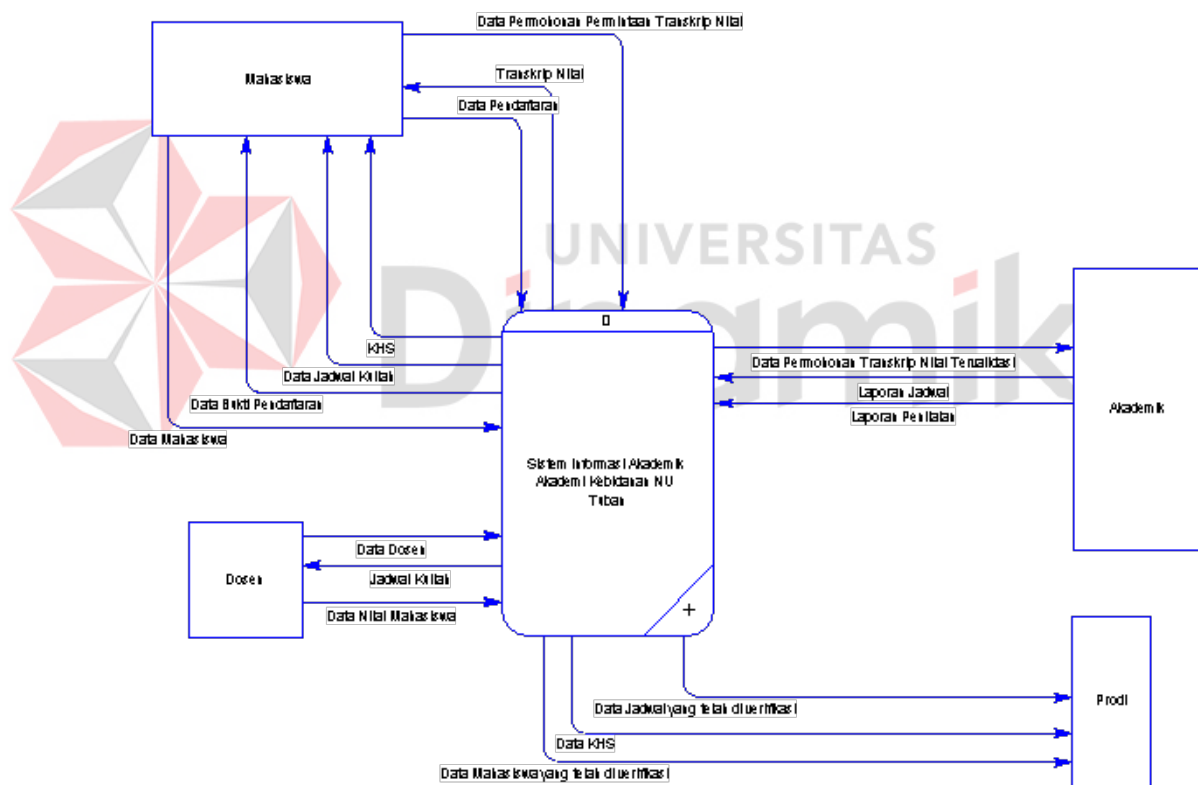 Data Permohonan Permintaan Transkrip Nilai
Mahasiswa
Transkrip Nilai
Data Pendaftaran
UNIVERSITAS
Dinamika
0
KHS
Data Permohonan Transkrip Nilai Tervalidasi
Data Jadwal Kuliah
Laporan Jadwal
Data Bukti Pendaftaran
Laporan Penilaian
Akademik
Data Mahasiswa
Sistem Informasi Akademik
Akademi Kebidanan NU
Tuban
Data Dosen
Dosen
Jadwal Kuliah
Data Nilai Mahasiswa
+
Data Jadwal yang telah diverifikasi
Prodi
Data KHS
Data Mahasiswa yang telah diverifikasi